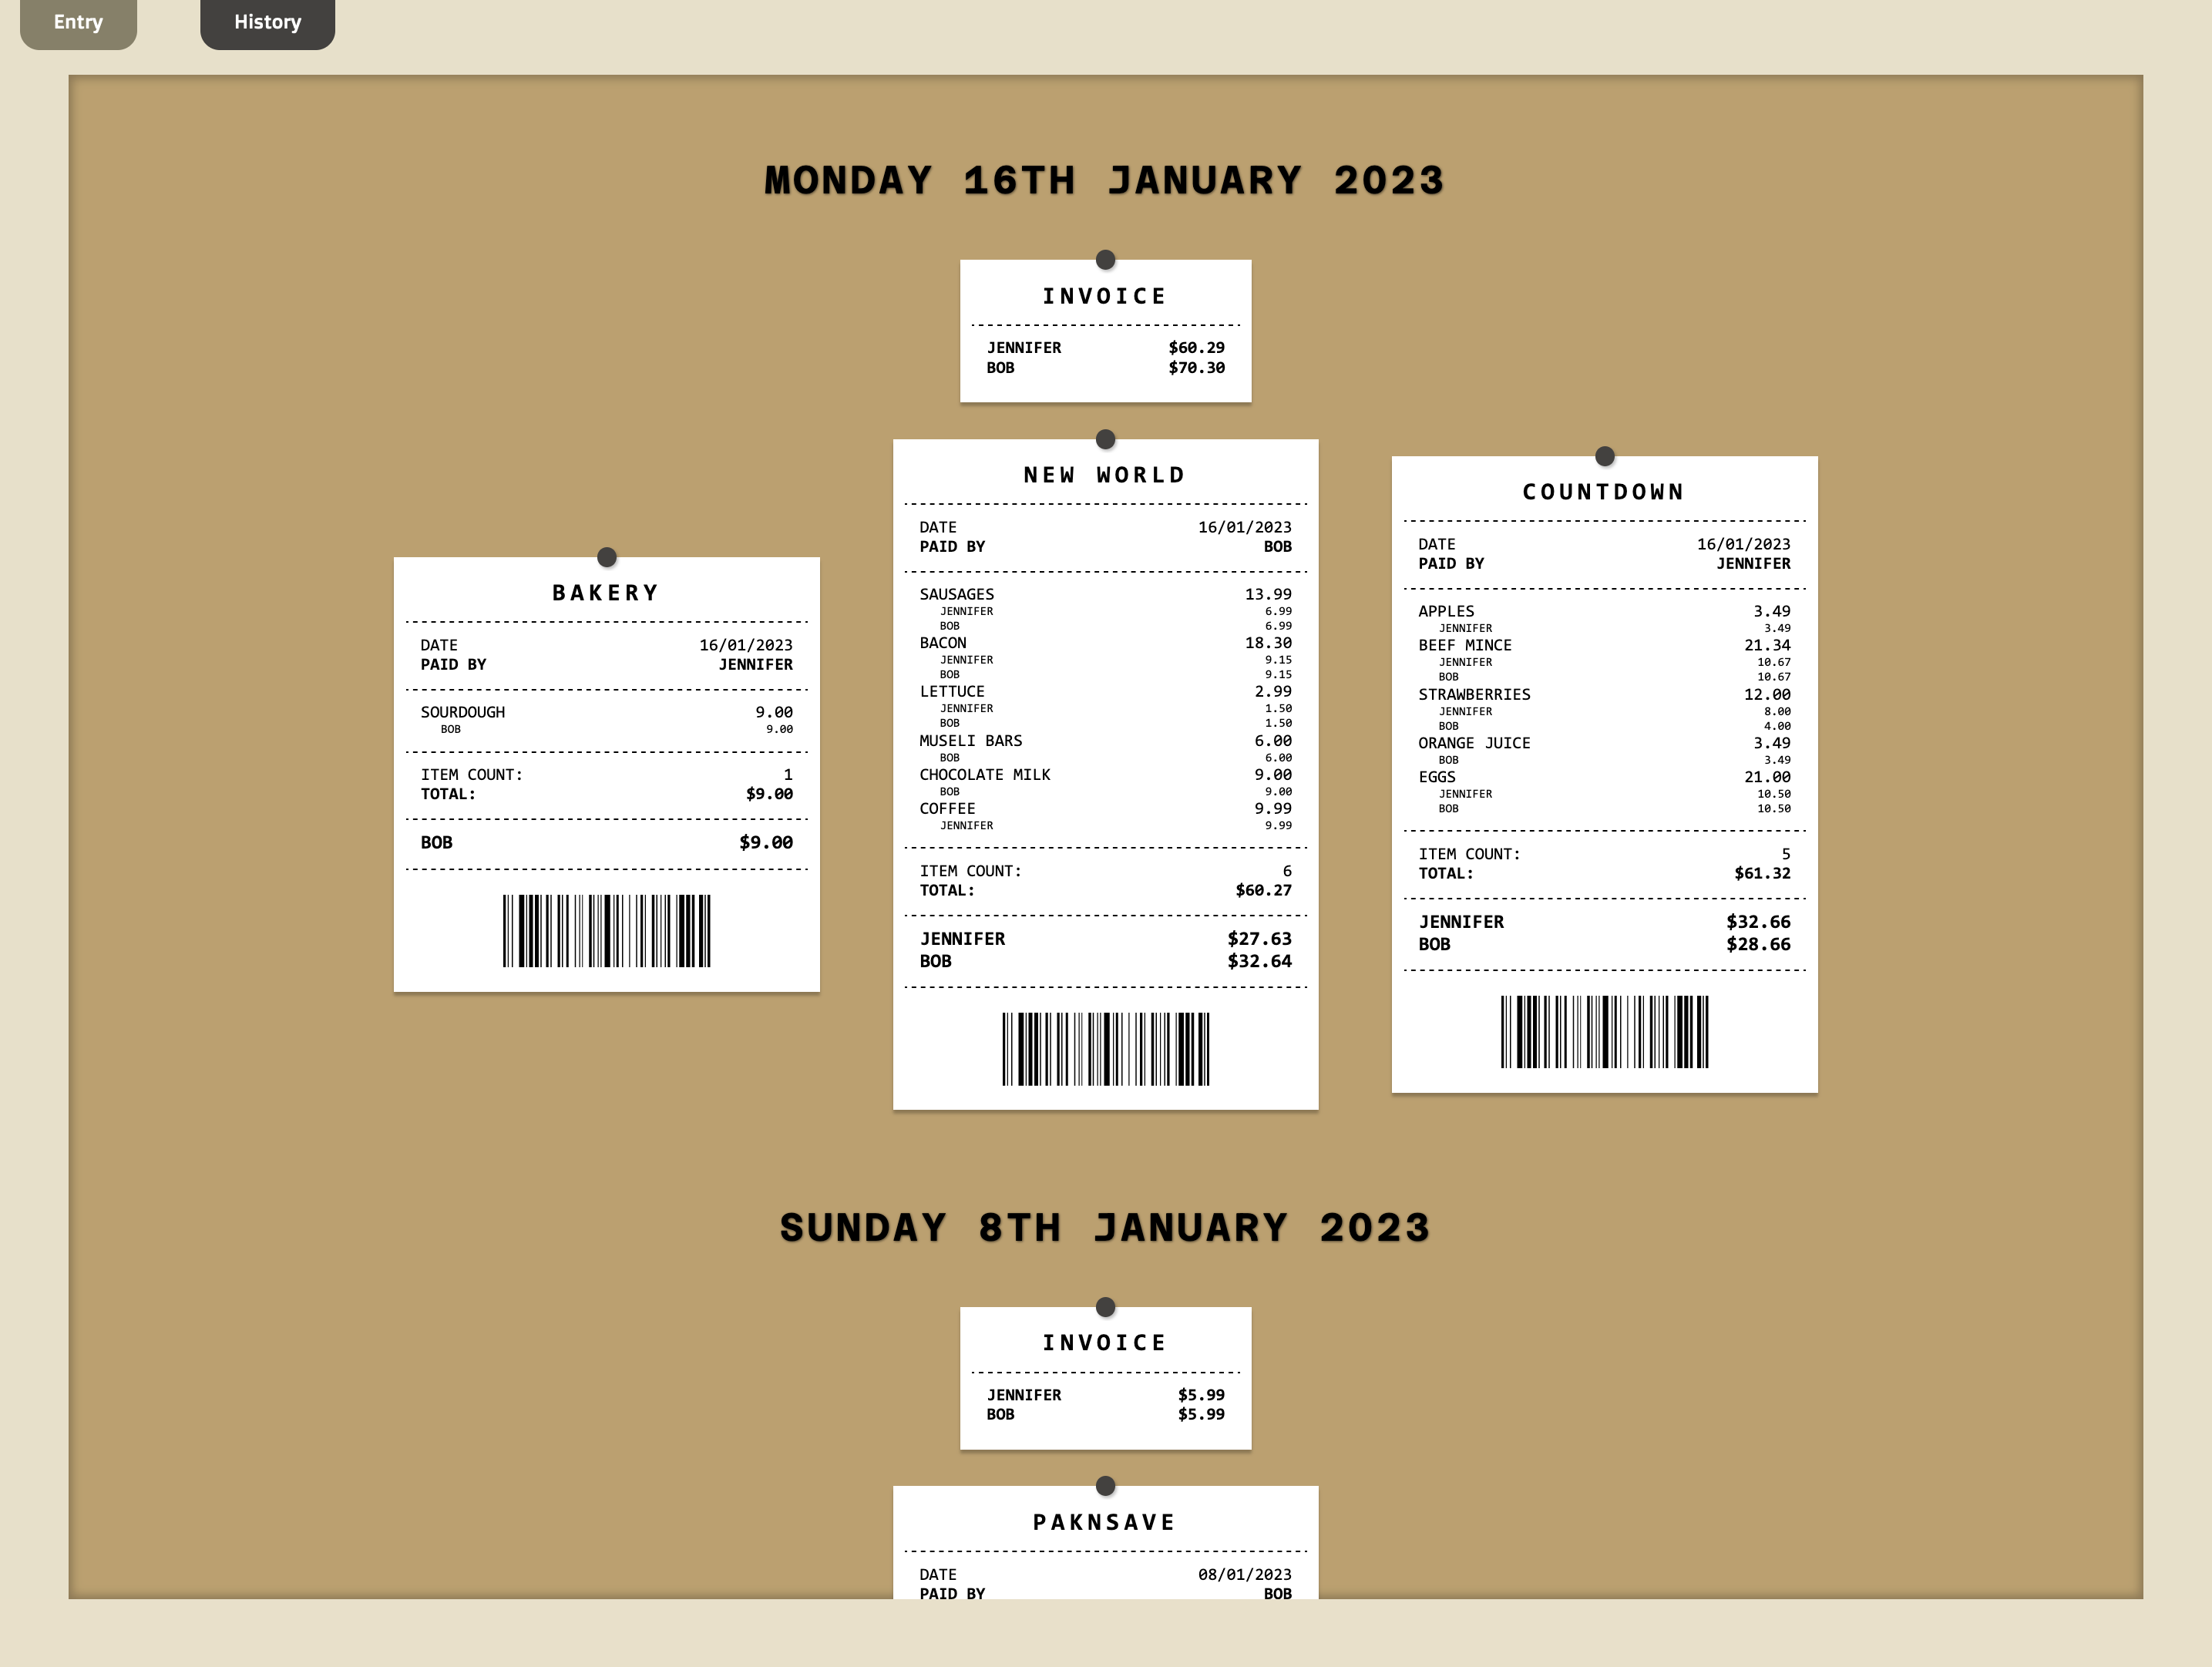 Entry
History
MONDAY 16TH JANUARY 2023
INVOICE
JENNIFER $60.29
BOB $70.30
BAKERY
DATE 16/01/2023
PAID BY JENNIFER
SOURDOUGH 9.00
BOB 9.00
ITEM COUNT: 1
TOTAL: $9.00
BOB $9.00
NEW WORLD
DATE 16/01/2023
PAID BY BOB
SAUSAGES 13.99
JENNIFER 6.99
BOB 6.99
BACON 18.30
JENNIFER 9.15
BOB 9.15
LETTUCE 2.99
JENNIFER 1.50
BOB 1.50
MUSELI BARS 6.00
BOB 6.00
CHOCOLATE MILK 9.00
BOB 9.00
COFFEE 9.99
JENNIFER 9.99
ITEM COUNT: 6
TOTAL: $60.27
JENNIFER $27.63
BOB $32.64
COUNTDOWN
DATE 16/01/2023
PAID BY JENNIFER
APPLES 3.49
JENNIFER 3.49
BEEF MINCE 21.34
JENNIFER 10.67
BOB 10.67
STRAWBERRIES 12.00
JENNIFER 8.00
BOB 4.00
ORANGE JUICE 3.49
BOB 3.49
EGGS 21.00
JENNIFER 10.50
BOB 10.50
ITEM COUNT: 5
TOTAL: $61.32
JENNIFER $32.66
BOB $28.66
SUNDAY 8TH JANUARY 2023
INVOICE
JENNIFER $5.99
BOB $5.99
PAKNSAVE
DATE 08/01/2023
PAID BY BOB